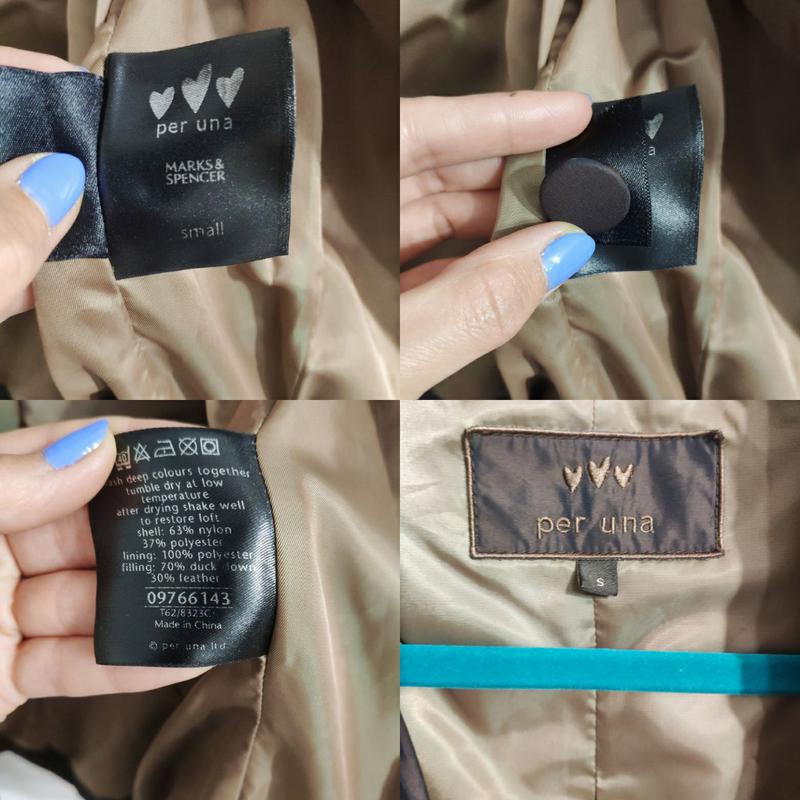 per una
MARKS &
SPENCER
small
a
40
ash deep colours together
tumble dry at low
temperature
after drying shake well
to restore loft
shell: 63% nylon
37% polyester
lining: 100% polyester
filling: 70% duck down
30% feather
09766143
T62/8323C
Made in China
© per una ltd
per una
S